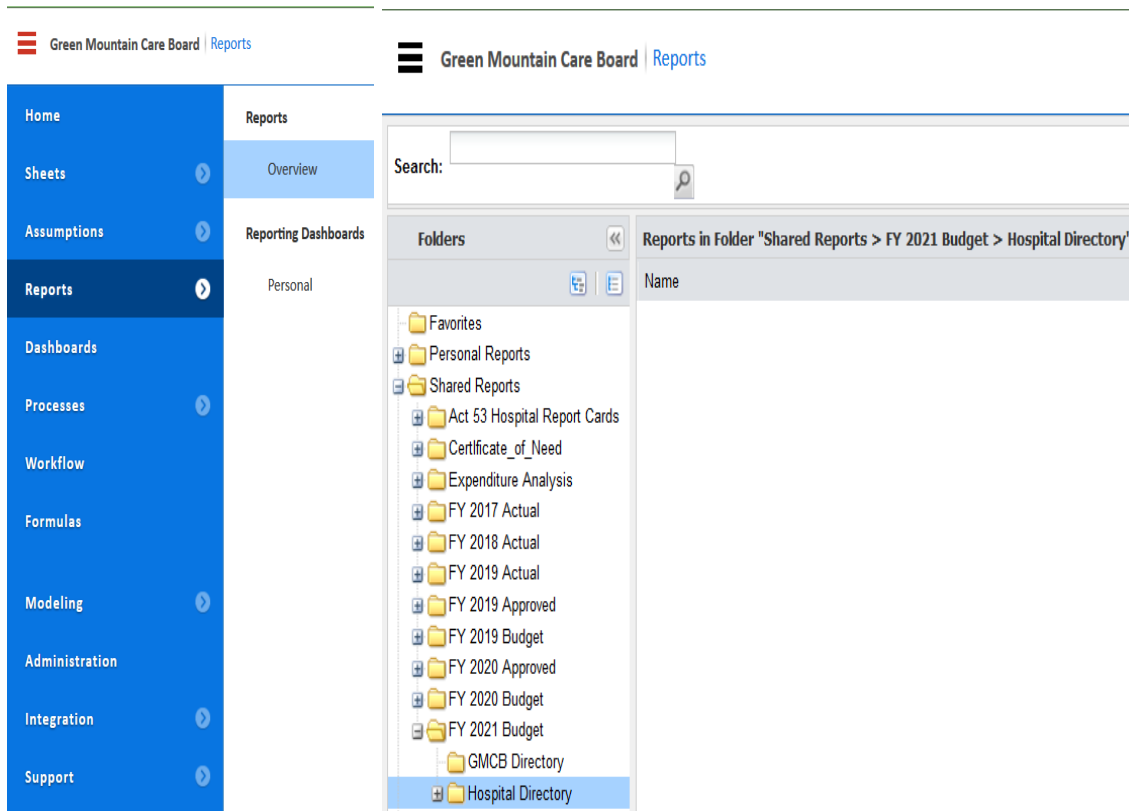 Green Mountain Care Board | Reports
Home
Sheets
Assumptions
Reports
Dashboards
Processes
Workflow
Formulas
Modeling
Administration
Integration
Support
Reports
Overview
Reporting Dashboards
Personal
Green Mountain Care Board | Reports
Search:
Folders
Favorites
Personal Reports
Shared Reports
Act 53 Hospital Report Cards
CertIficate_of_Need
Expenditure Analysis
FY 2017 Actual
FY 2018 Actual
FY 2019 Actual
FY 2019 Approved
FY 2019 Budget
FY 2020 Approved
FY 2020 Budget
FY 2021 Budget
GMCB Directory
Hospital Directory
Reports in Folder "Shared Reports > FY 2021 Budget > Hospital Directory"
Name